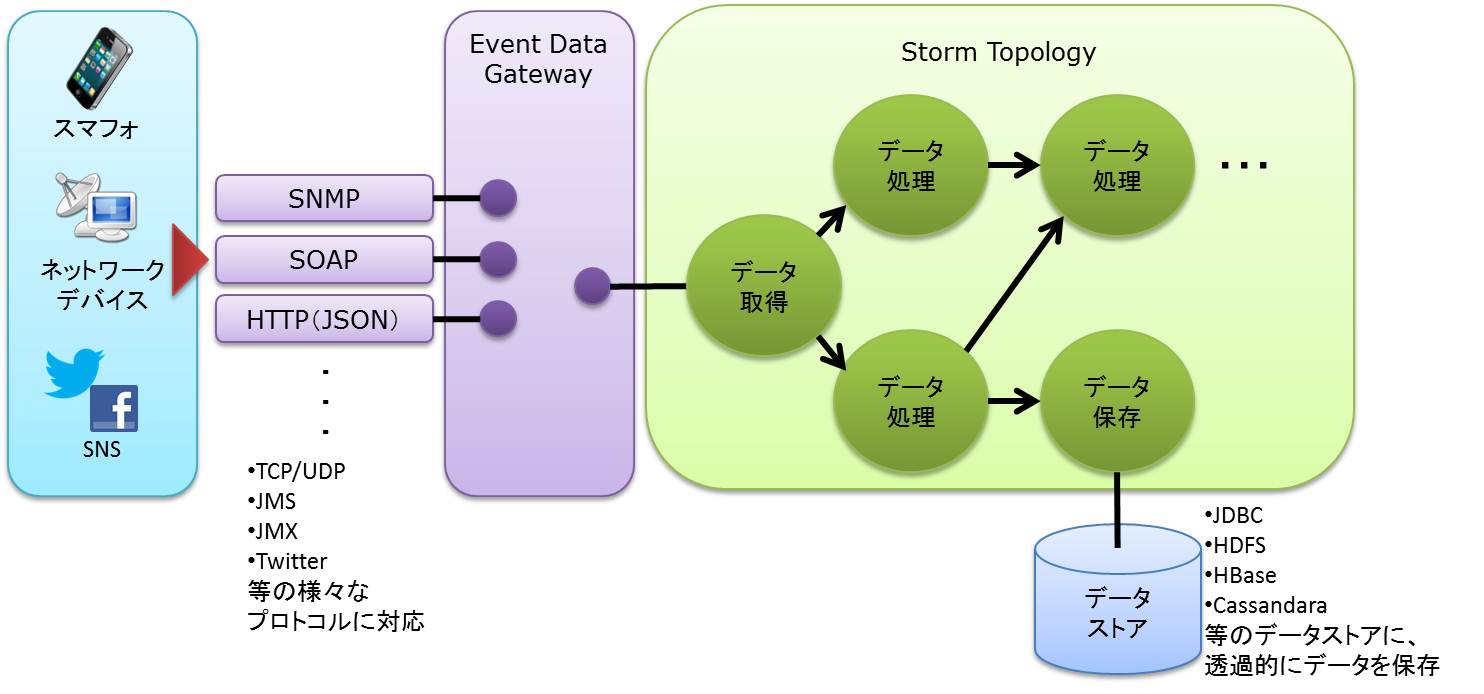 スマフォ
ネットワーク
デバイス
SNS
SNMP
SOAP
HTTP(JSON)
・
・
・
•TCP/UDP
•JMS
•JMX
•Twitter
等の様々な
プロトコルに対応
Event Data
Gateway
Storm Topology
データ
取得
データ
処理
データ
処理
・・・
データ
処理
データ
保存
データ
ストア
•JDBC
•HDFS
•HBase
•Cassandara
等のデータストアに、
透過的にデータを保存